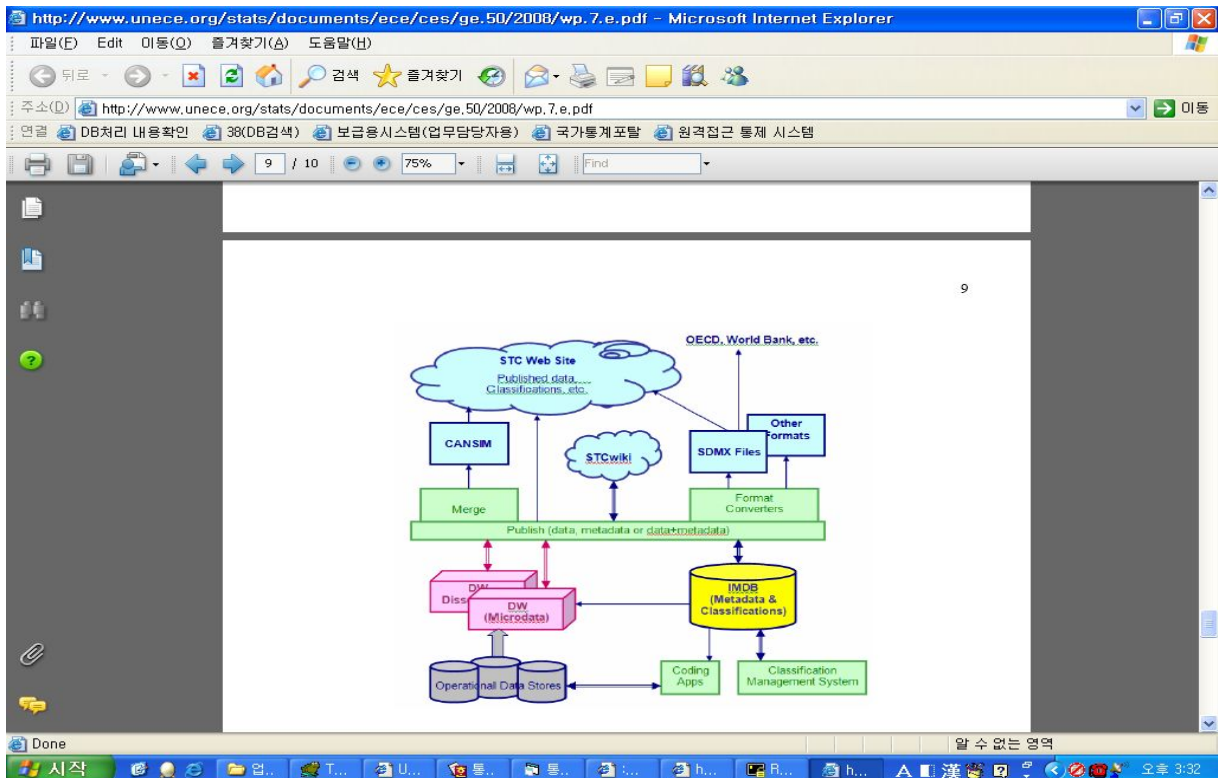 http://www.unece.org/stats/documents/ece/ces/ge.50/2008/wp.7.e.pdf - Microsoft Internet Explorer
파일(F) Edit 이동(O) 즐겨찾기(A) 도움말(H)
뒤로 검색 즐겨찾기
주소(D) http://www.unece.org/stats/documents/ece/ces/ge.50/2008/wp.7.e.pdf 이동
연결 DB처리 내용확인 38(DB검색) 보급용시스템(업무담당자용) 국가통계포탈 원격접근 통제 시스템
9 / 10 75% Find
9
OECD, World Bank, etc.
STC Web Site
Published data,...
Classifications, etc.
CANSIM
STCwiki
SDMX Files
Other
Formats
Merge
Format
Converters
Publish (data, metadata or data+metadata)
DW
Diss
DW
(Microdata)
IMDB
(Metadata &
Classifications)
Operational Data Stores
Coding
Apps
Classification
Management System
Done 알 수 없는 영역
시작 업.. T... U... 통.. 통.. :... h... R... h... A 漢 오후 3:32